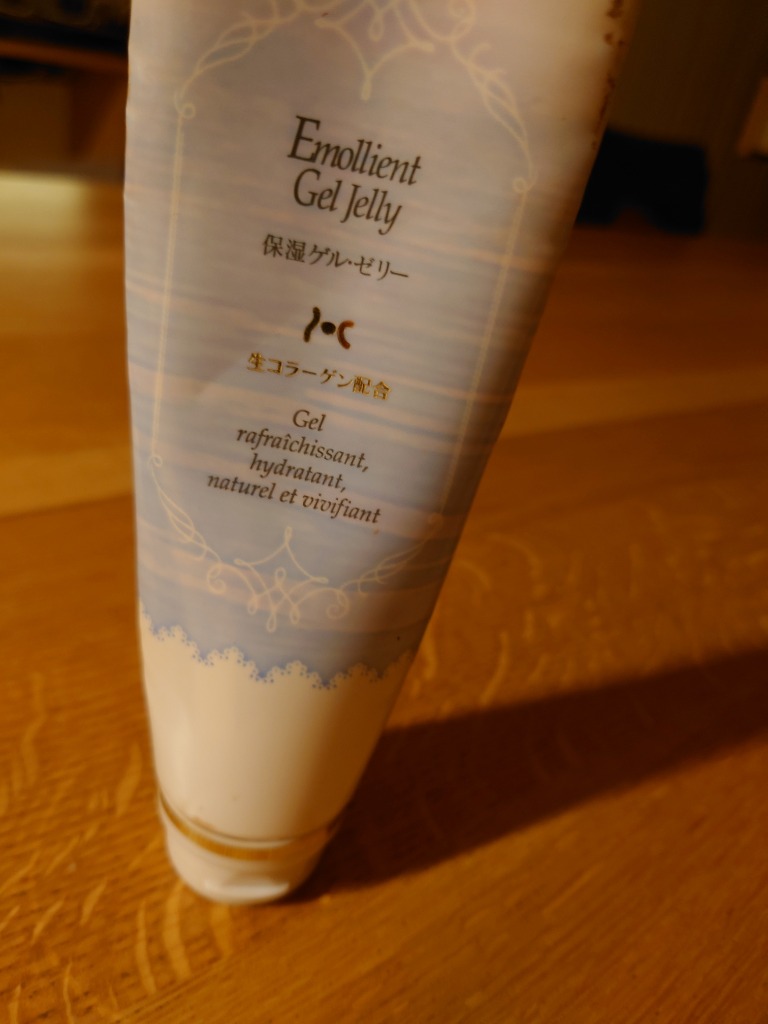 Emollient
Gel Jelly
保湿ゲル・ゼリー
生コラーゲン配合
Gel
rafraîchissant,
hydratant,
naturel et vivifiant